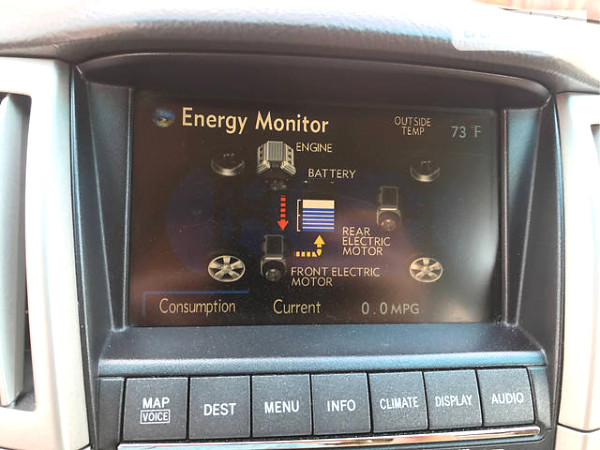 Energy Monitor
OUTSIDE
TEMP
73°F
ENGINE
BATTERY
REAR
ELECTRIC
MOTOR
FRONT ELECTRIC
MOTOR
Consumption
Current
0.0 MPG
MAP
VOICE
DEST
MENU
INFO
CLIMATE
DISPLAY
AUDIO